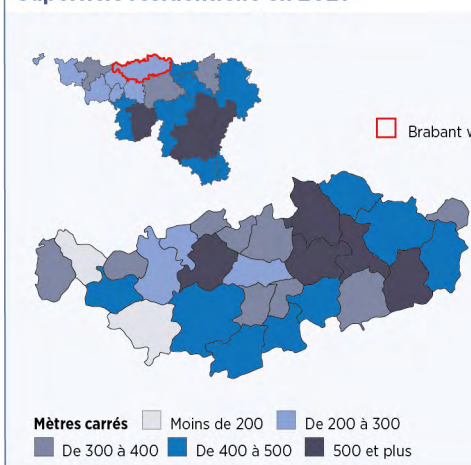 Brabant
Mètres carrés
Moins de 200
De 200 à 300
De 300 à 400
De 400 à 500
500 et plus